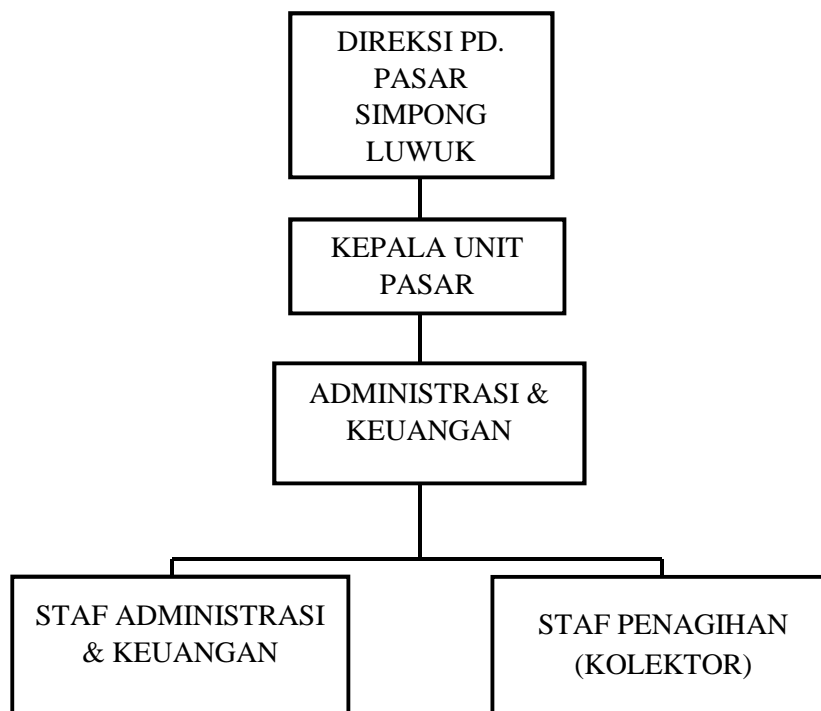 DIREKSI PD.
PASAR
SIMPONG
LUWUK
KEPALA UNIT
PASAR
ADMINISTRASI &
KEUANGAN
STAF ADMINISTRASI
& KEUANGAN
STAF PENAGIHAN
(KOLEKTOR)